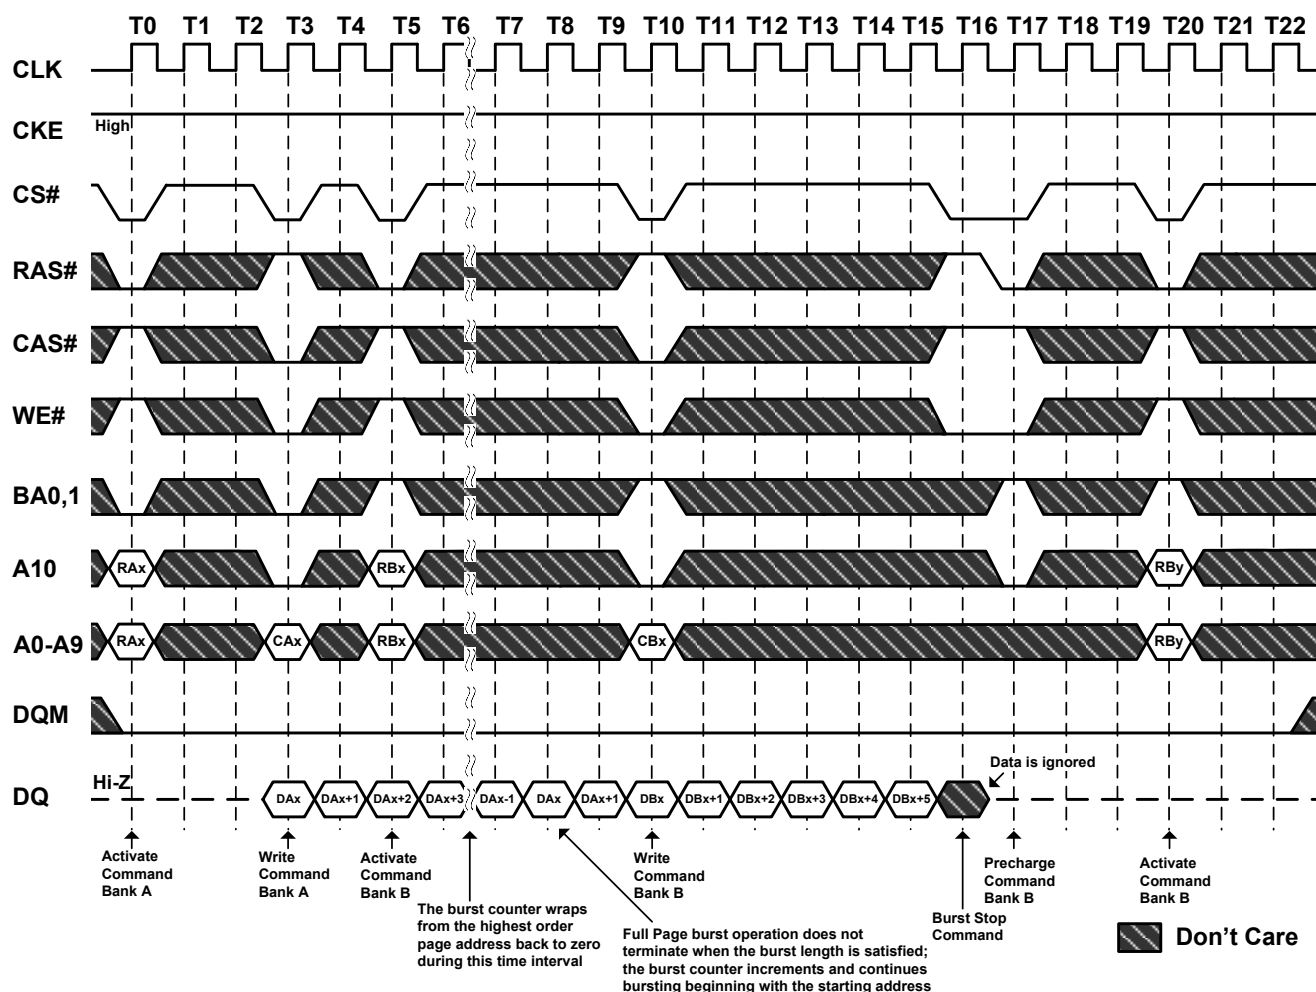 T0 T1 T2 T3 T4 T5 T6 T7 T8 T9 T10 T11 T12 T13 T14 T15 T16 T17 T18 T19 T20 T21 T22
CLK
CKE High
CS#
RAS#
CAS#
WE#
BA0,1
A10 RAx RBx RBy
A0-A9 RAx CAx RBx CBx RBy
DQM
Hi-Z
Data is ignored
DQ DAx DAx+1 DAx+2 DAx+3 DAx-1 DAx DAx+1 DBx DBx+1 DBx+2 DBx+3 DBx+4 DBx+5
Activate
Command
Bank A
Write
Command
Bank A
Activate
Command
Bank B
The burst counter wraps
from the highest order
page address back to zero
during this time interval
Write
Command
Bank B
Full Page burst operation does not
terminate when the burst length is satisfied;
the burst counter increments and continues
bursting beginning with the starting address
Burst Stop
Command
Precharge
Command
Bank B
Activate
Command
Bank B
Don't Care